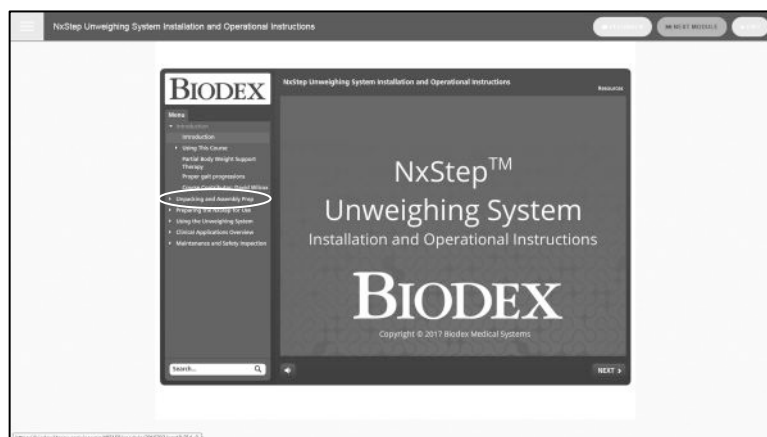 NxStep Unweighing System Installation and Operational Instructions
NEXT MODULE
BIODEX
NxStep Unweighing System Installation and Operational Instructions
Resources
Menu
Introduction
Introduction
Using This Course
Partial Body Weight Support
Therapy
Proper gait progressions
Unpacking and Assembly Prep
Preparing the NxStep for Use
Using the Unweighing System
Clinical Applications Overview
Maintenance and Safety Inspection
NxStep™
Unweighing System
Installation and Operational Instructions
BIODEX
Copyright © 2017 Biodex Medical Systems
Search...
NEXT >